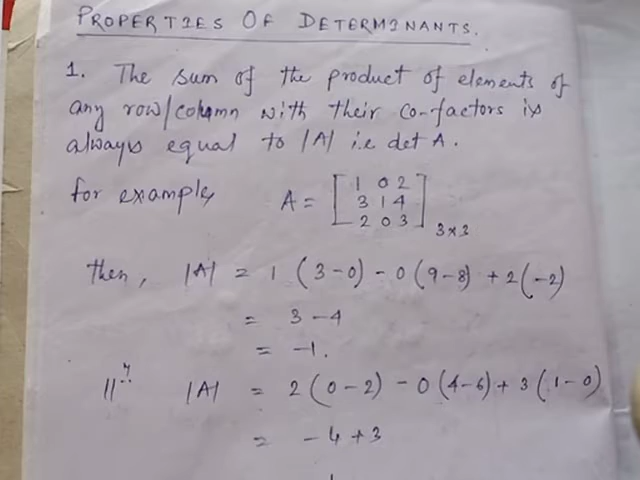 PROPERTIES OF DETERMINANTS.
1. The sum of the product of elements of
any row/column with their co-factors is
always equal to |A| i.e det A.
for example, A = [1 0 2
3 1 4
2 0 3] 3x3
then, |A| = 1 (3-0) - 0 (9-8) + 2(-2)
= 3-4
= -1.
||ly |A| = 2 (0-2) - 0 (4-6) + 3 (1-0)
= -4+3